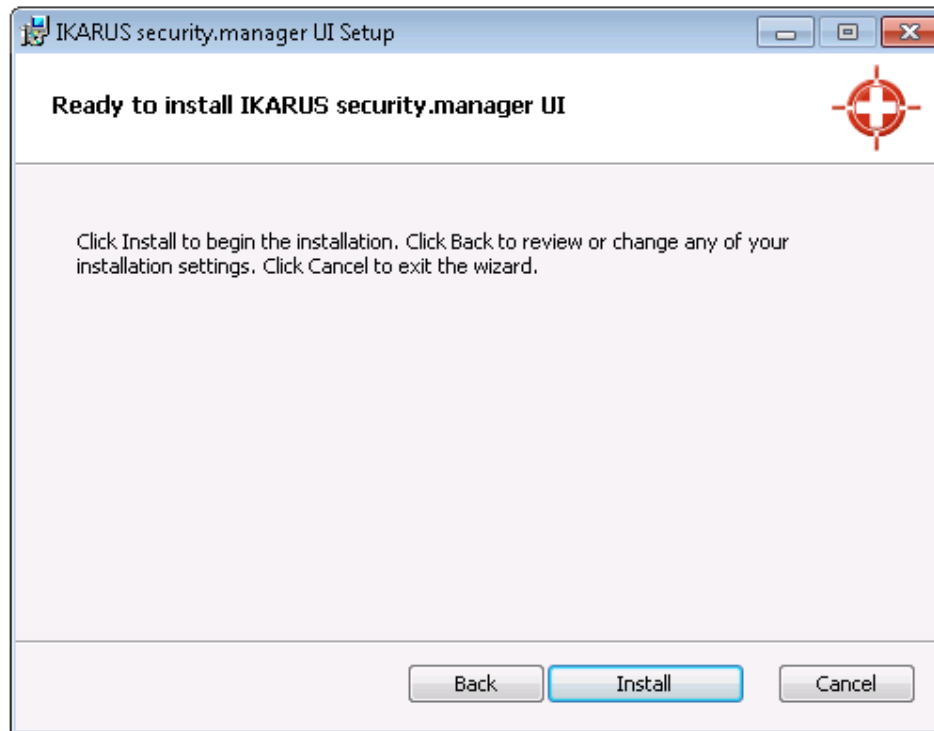 IKARUS security.manager UI Setup
Ready to install IKARUS security.manager UI
Click Install to begin the installation. Click Back to review or change any of your
installation settings. Click Cancel to exit the wizard.
Back Install Cancel